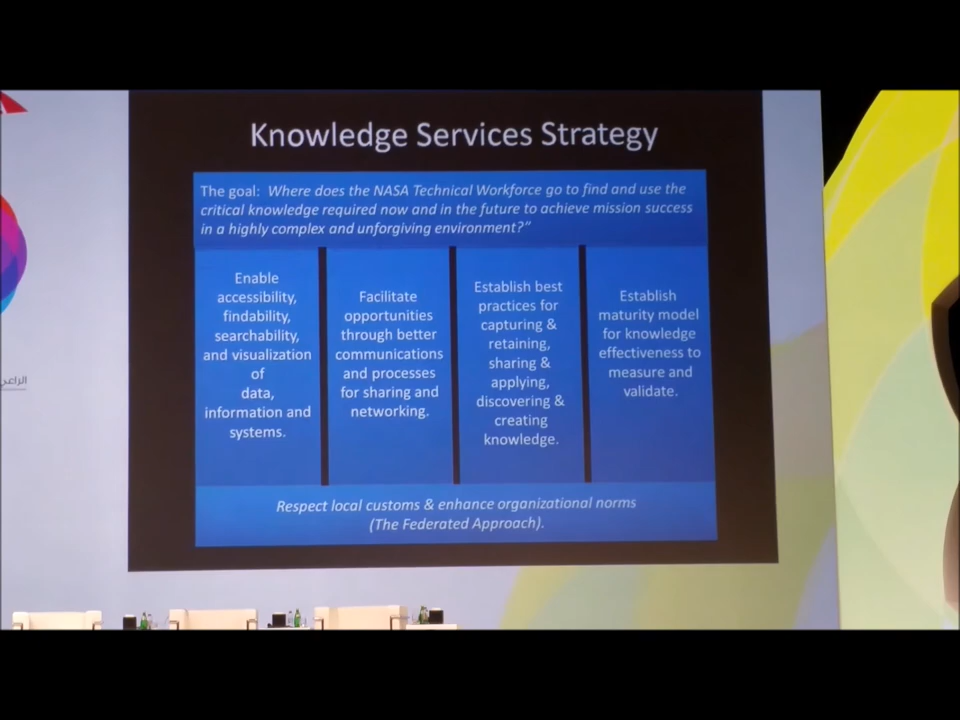 Knowledge Services Strategy
The goal: Where does the NASA Technical Workforce go to find and use the
critical knowledge required now and in the future to achieve mission success
in a highly complex and unforgiving environment?”
Enable
accessibility,
findability,
searchability,
and visualization
of
data,
information and
systems.
Facilitate
opportunities
through better
communications
and processes
for sharing and
networking.
Establish best
practices for
capturing &
retaining,
sharing &
applying,
discovering &
creating
knowledge.
Establish
maturity model
for knowledge
effectiveness to
measure and
validate.
Respect local customs & enhance organizational norms
(The Federated Approach).